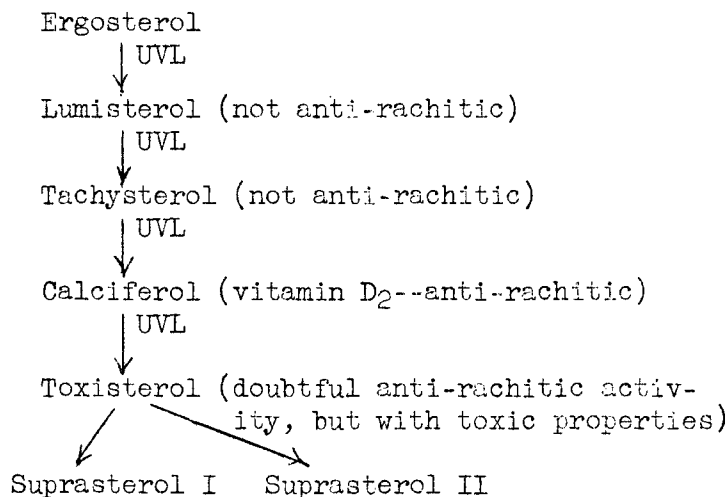 Ergosterol
UVL
Lumisterol (not anti-rachitic)
UVL
Tachysterol (not anti-rachitic)
UVL
Calciferol (vitamin D2--anti-rachitic)
UVL
Toxisterol (doubtful anti-rachitic activ-
ity, but with toxic properties)
Suprasterol I Suprasterol II